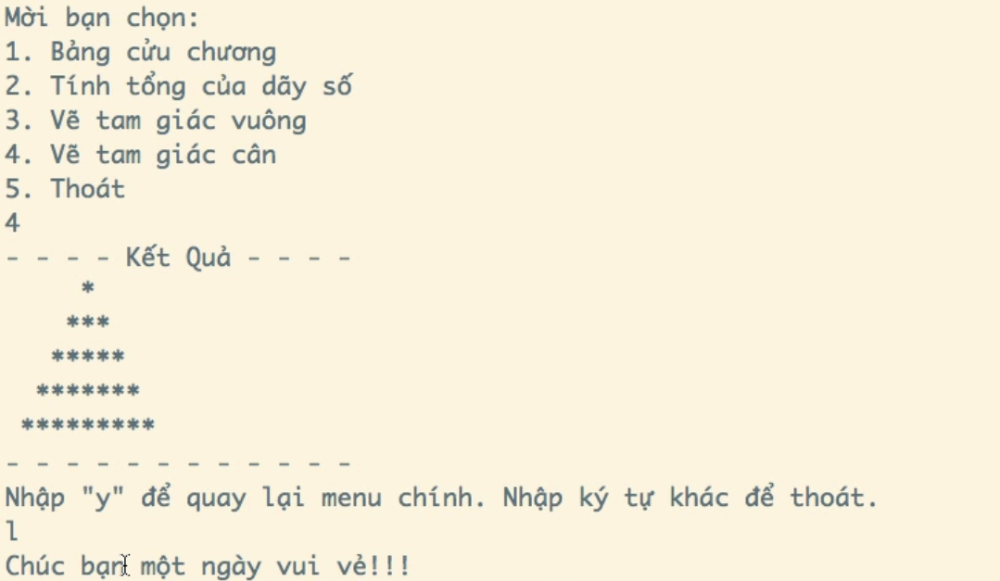 Mời bạn chọn:
1. Bảng cửu chương
2. Tính tổng của dãy số
3. Vẽ tam giác vuông
4. Vẽ tam giác cân
5. Thoát
4
- - - - Kết Quả - - - -
     *
    ***
   *****
  *******
 *********
- - - - - - - - - - - -
Nhập "y" để quay lại menu chính. Nhập ký tự khác để thoát.
l
Chúc bạn một ngày vui vẻ!!!